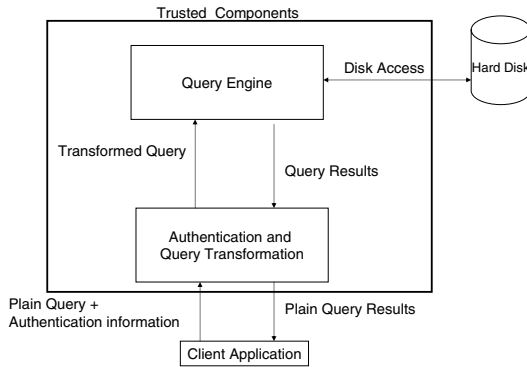 Trusted Components
Query Engine
Disk Access
Hard Disk
Transformed Query
Query Results
Authentication and
Query Transformation
Plain Query +
Authentication information
Plain Query Results
Client Application